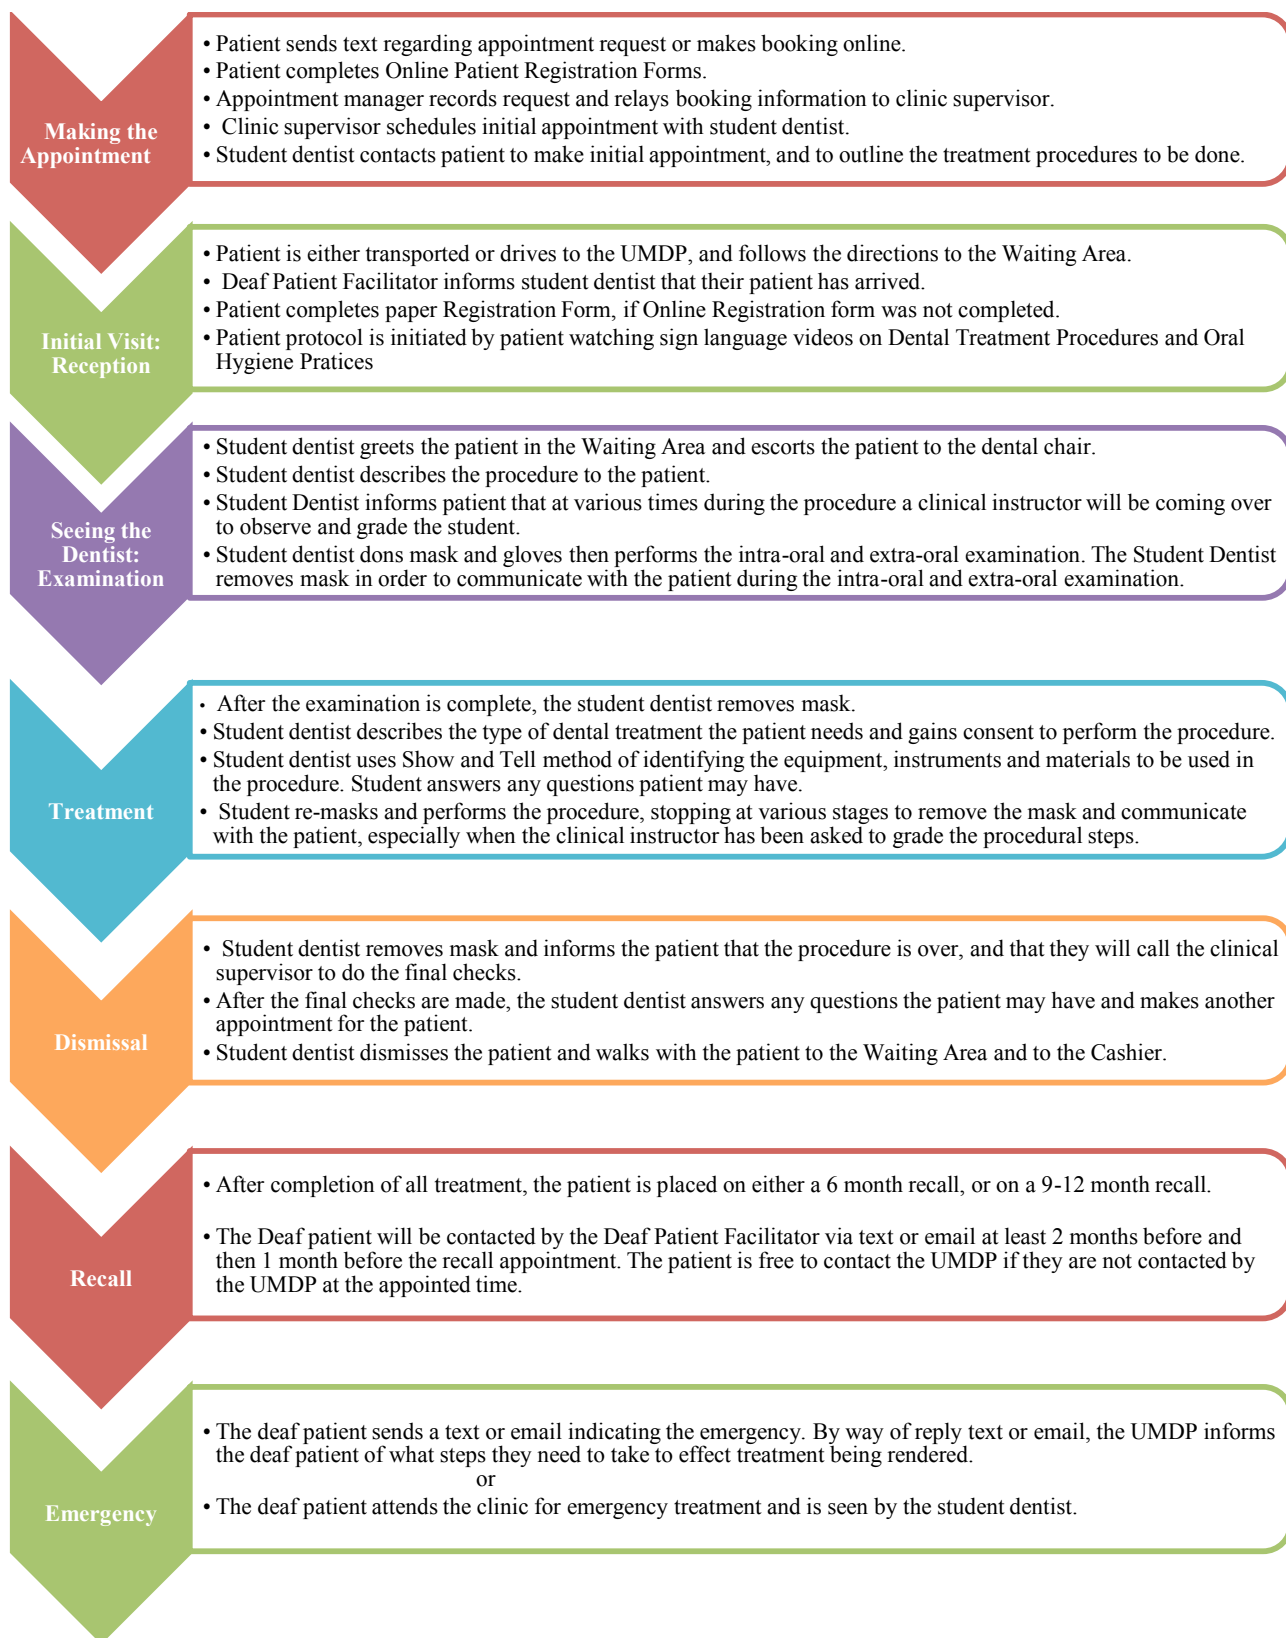 Making the
Appointment
• Patient sends text regarding appointment request or makes booking online.
• Patient completes Online Patient Registration Forms.
• Appointment manager records request and relays booking information to clinic supervisor.
• Clinic supervisor schedules initial appointment with student dentist.
• Student dentist contacts patient to make initial appointment, and to outline the treatment procedures to be done.
Initial Visit:
Reception
• Patient is either transported or drives to the UMDP, and follows the directions to the Waiting Area.
• Deaf Patient Facilitator informs student dentist that their patient has arrived.
• Patient completes paper Registration Form, if Online Registration form was not completed.
• Patient protocol is initiated by patient watching sign language videos on Dental Treatment Procedures and Oral
Hygiene Pratices
Seeing the
Dentist:
Examination
• Student dentist greets the patient in the Waiting Area and escorts the patient to the dental chair.
• Student dentist describes the procedure to the patient.
• Student Dentist informs patient that at various times during the procedure a clinical instructor will be coming over
to observe and grade the student.
• Student dentist dons mask and gloves then performs the intra-oral and extra-oral examination. The Student Dentist
removes mask in order to communicate with the patient during the intra-oral and extra-oral examination.
Treatment
• After the examination is complete, the student dentist removes mask.
• Student dentist describes the type of dental treatment the patient needs and gains consent to perform the procedure.
• Student dentist uses Show and Tell method of identifying the equipment, instruments and materials to be used in
the procedure. Student answers any questions patient may have.
• Student re-masks and performs the procedure, stopping at various stages to remove the mask and communicate
with the patient, especially when the clinical instructor has been asked to grade the procedural steps.
Dismissal
• Student dentist removes mask and informs the patient that the procedure is over, and that they will call the clinical
supervisor to do the final checks.
• After the final checks are made, the student dentist answers any questions the patient may have and makes another
appointment for the patient.
• Student dentist dismisses the patient and walks with the patient to the Waiting Area and to the Cashier.
Recall
• After completion of all treatment, the patient is placed on either a 6 month recall, or on a 9-12 month recall.
• The Deaf patient will be contacted by the Deaf Patient Facilitator via text or email at least 2 months before and
then 1 month before the recall appointment. The patient is free to contact the UMDP if they are not contacted by
the UMDP at the appointed time.
Emergency
• The deaf patient sends a text or email indicating the emergency. By way of reply text or email, the UMDP informs
the deaf patient of what steps they need to take to effect treatment being rendered.
or
• The deaf patient attends the clinic for emergency treatment and is seen by the student dentist.